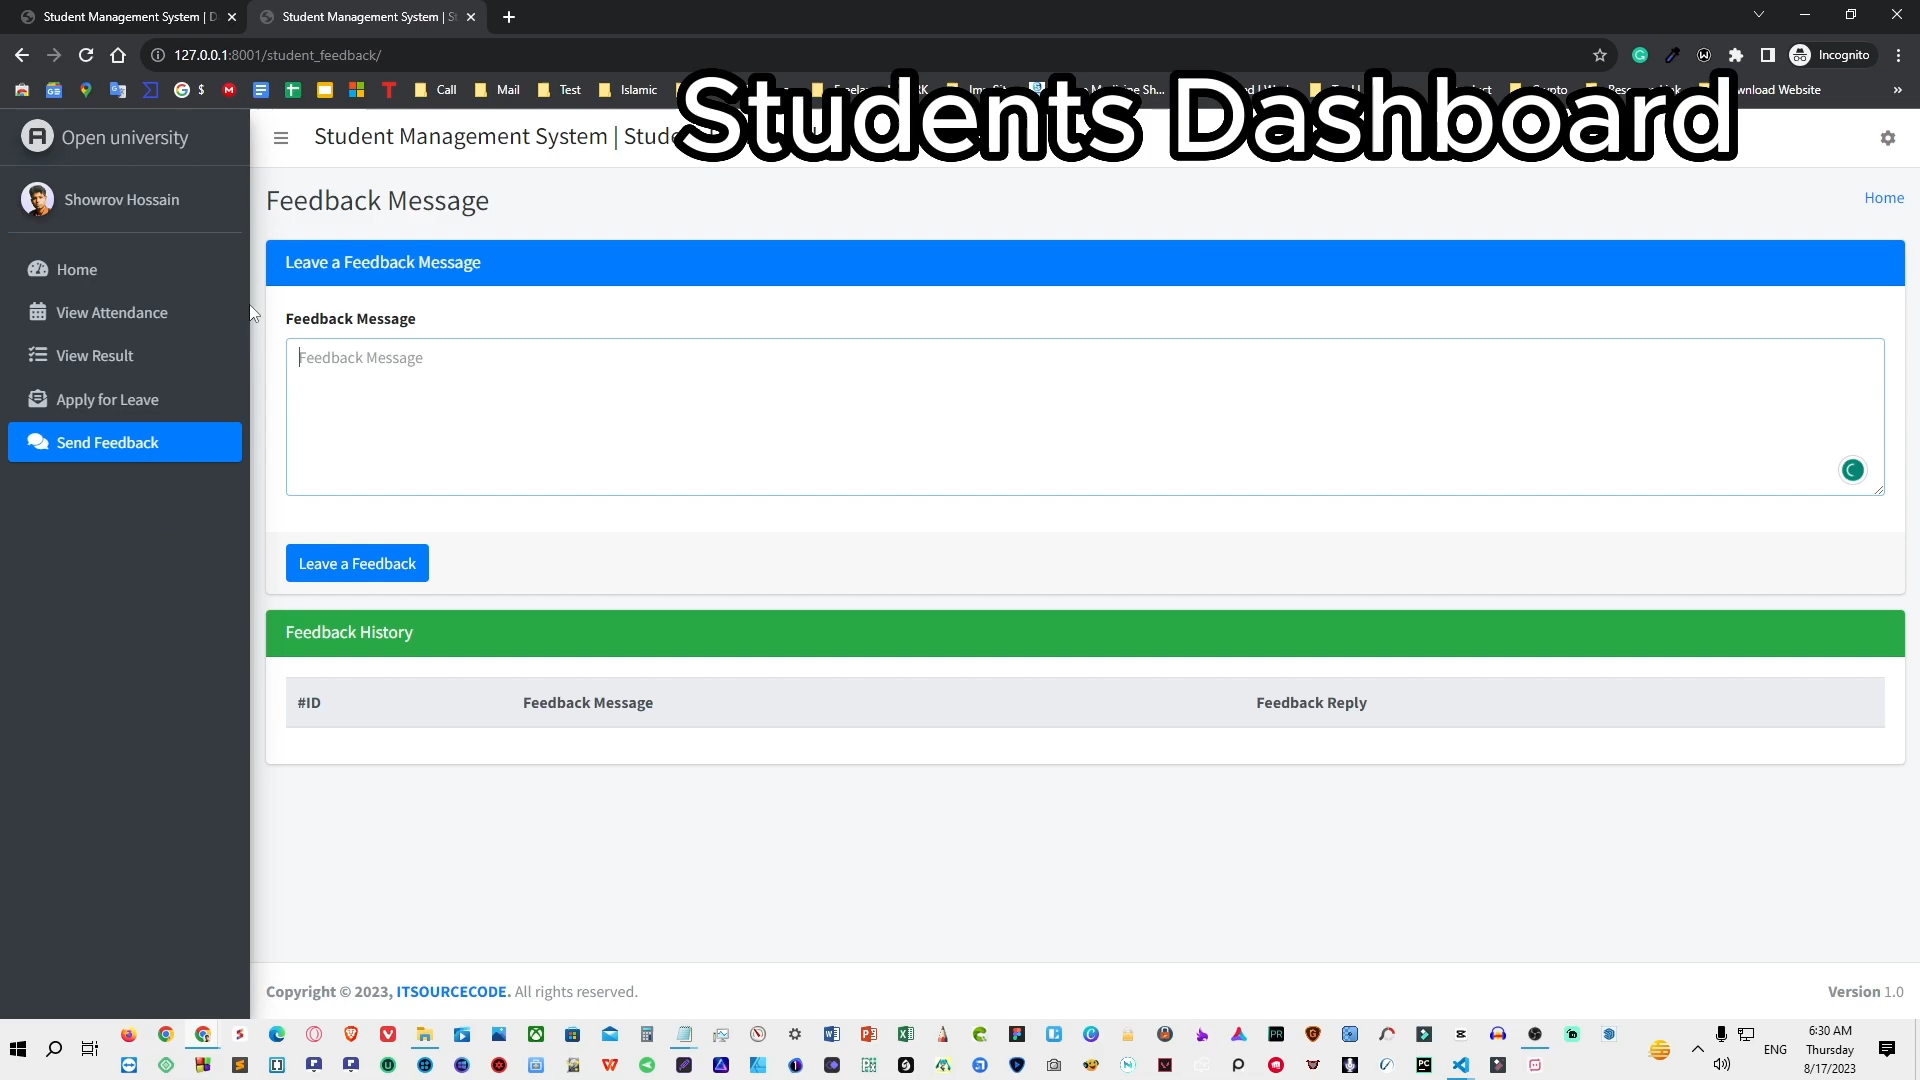 Student Management System | D
Student Management System | St
127.0.0.1:8001/student_feedback/
Incognito
$
Call
Mail
Test
Islamic
wnload Website
»
Students Dashboard
Open university
Student Management System | Stude
Showrov Hossain
Feedback Message
Home
Home
View Attendance
View Result
Apply for Leave
Send Feedback
Leave a Feedback Message
Feedback Message
Feedback Message
Leave a Feedback
Feedback History
#ID
Feedback Message
Feedback Reply
Copyright © 2023, ITSOURCECODE. All rights reserved.
Version 1.0
ENG
6:30 AM
Thursday
8/17/2023